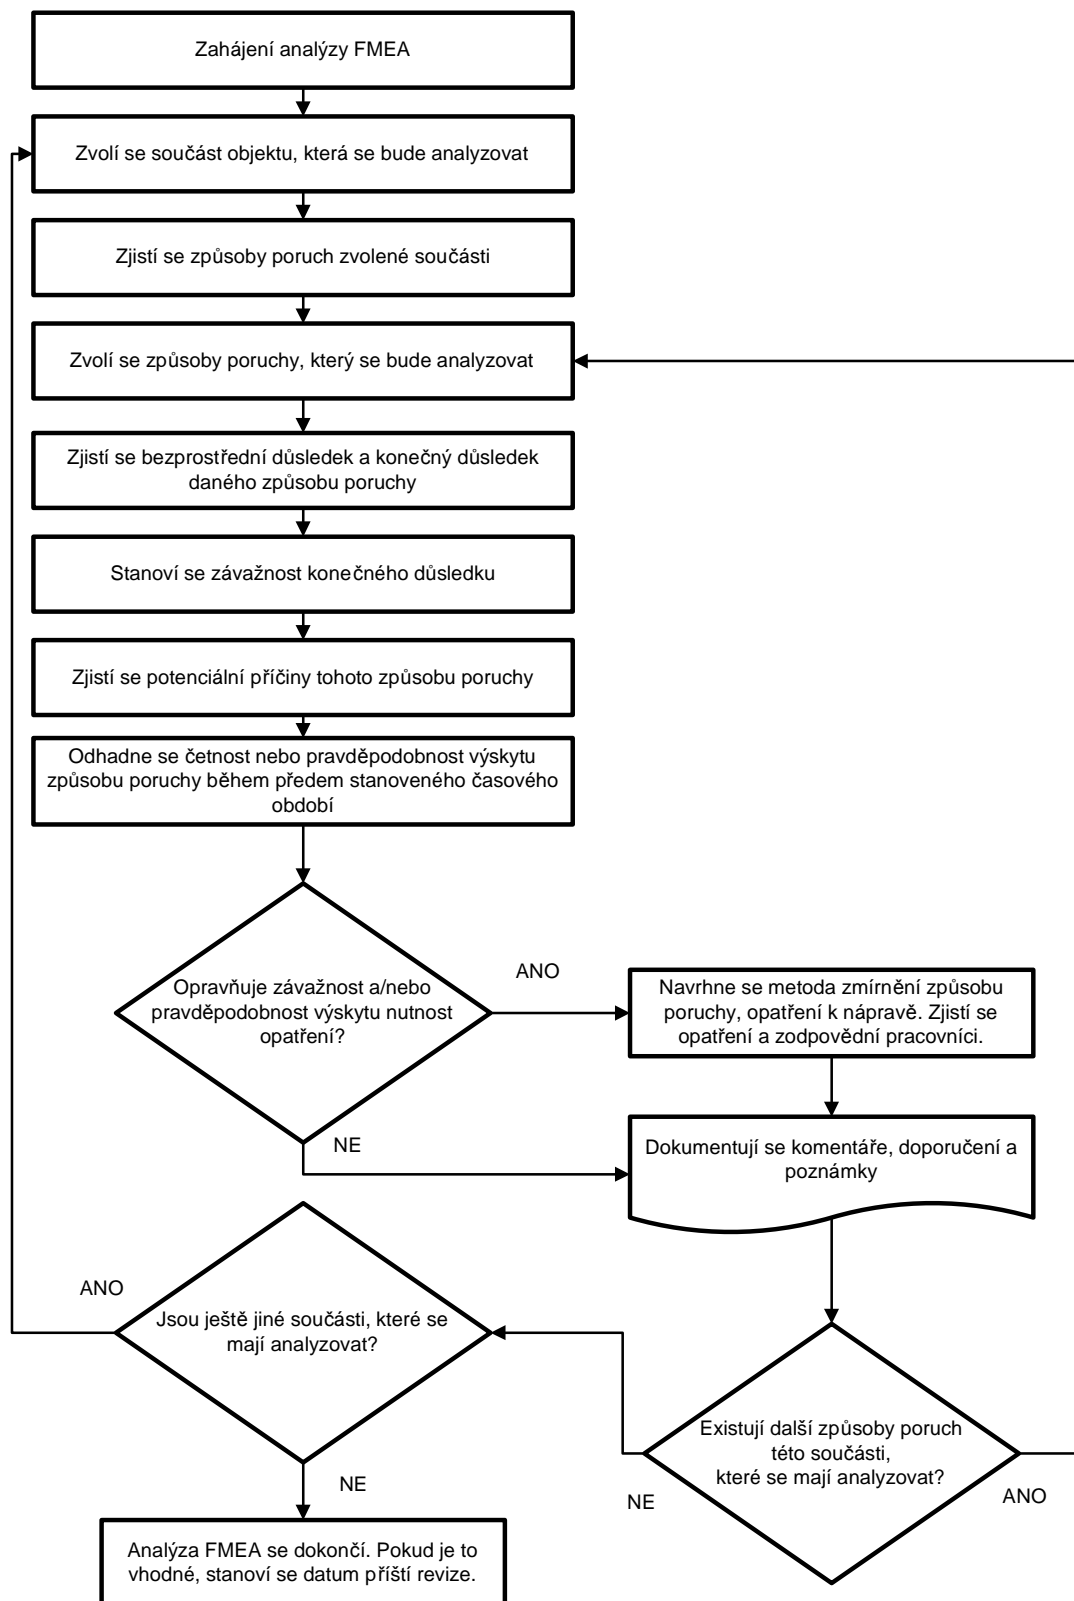 Zahájení analýzy FMEA
Zvolí se součást objektu, která se bude analyzovat
Zjistí se způsoby poruch zvolené součásti
Zvolí se způsoby poruchy, který se bude analyzovat
Zjistí se bezprostřední důsledek a konečný důsledek
daného způsobu poruchy
Stanoví se závažnost konečného důsledku
Zjistí se potenciální příčiny tohoto způsobu poruchy
Odhadne se četnost nebo pravděpodobnost výskytu
způsobu poruchy během předem stanoveného časového
období
Opravňuje závažnost a/nebo
pravděpodobnost výskytu nutnost
opatření?
ANO
Navrhne se metoda zmírnění způsobu
poruchy, opatření k nápravě. Zjistí se
opatření a zodpovědní pracovníci.
NE
Dokumentují se komentáře, doporučení a
poznámky
ANO
Jsou ještě jiné součásti, které se
mají analyzovat?
Existují další způsoby poruch
této součásti,
které se mají analyzovat?
NE
ANO
NE
Analýza FMEA se dokončí. Pokud je to
vhodné, stanoví se datum příští revize.